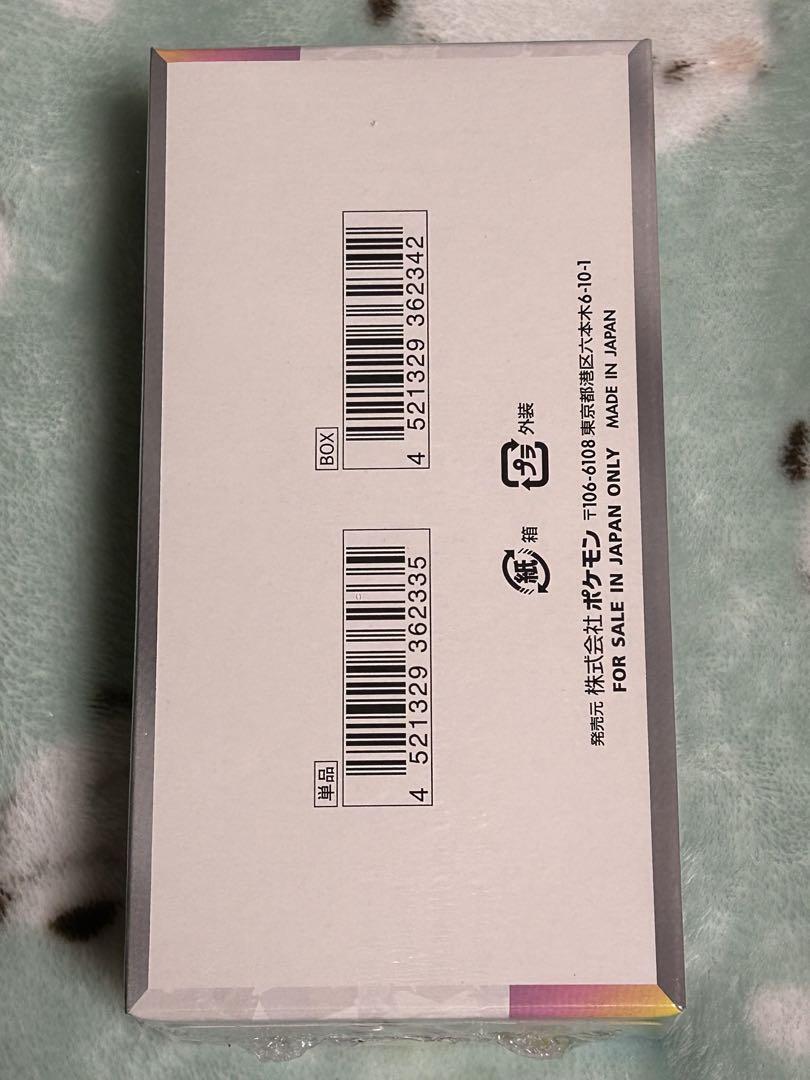 BOX
4 521329 362342
単品
4 521329 362335
プラ 外装
紙 箱
発売元 株式会社 ポケモン 〒106-6108 東京都港区六本木6-10-1
FOR SALE IN JAPAN ONLY MADE IN JAPAN